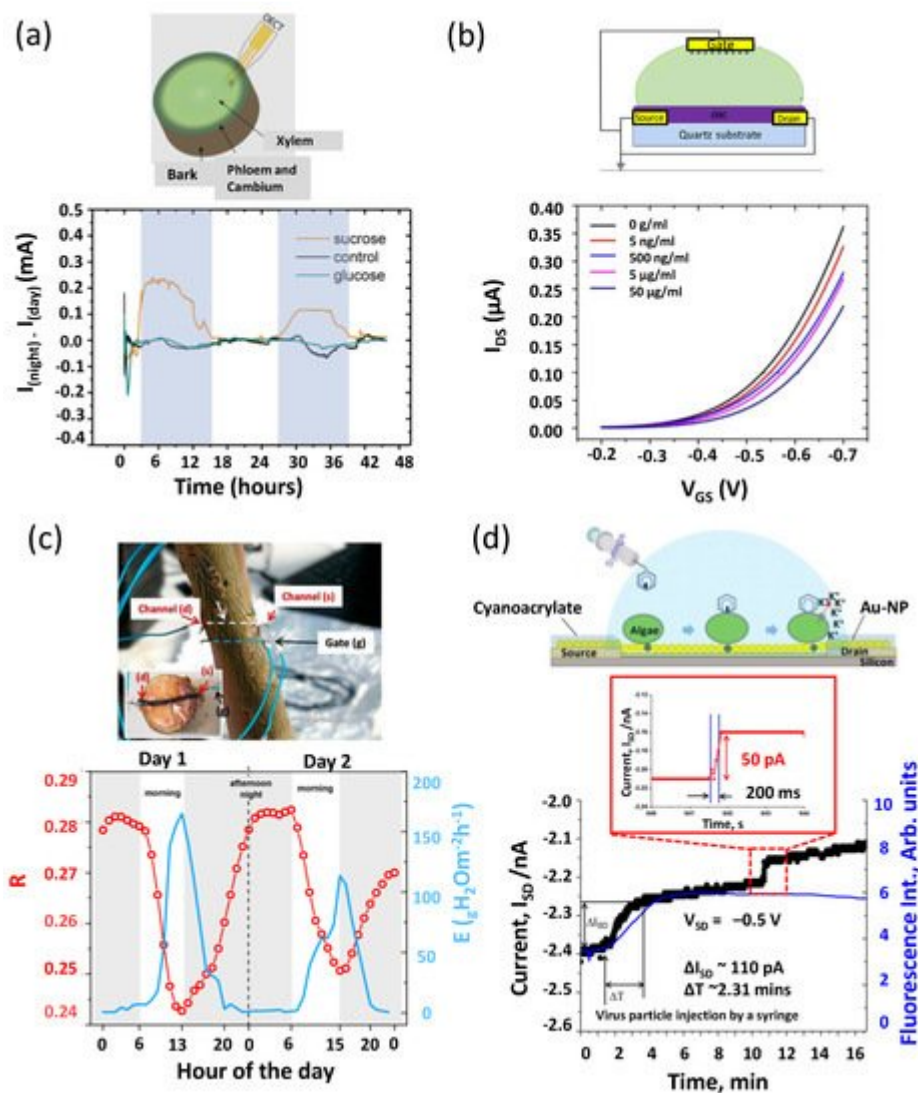 (a)
OECT
Xylem
Bark
Phloem and
Cambium
I(night) - I(day) (mA)
0.5
0.4
0.3
0.2
0.1
0.0
-0.1
-0.2
-0.3
-0.4
sucrose
control
glucose
0 6 12 18 24 30 36 42 48
Time (hours)
(b)
Gate
Source
Drain
Quartz substrate
IDS (µA)
0.40
0.35
0.30
0.25
0.20
0.15
0.10
0.05
0.00
0 g/ml
5 ng/ml
500 ng/ml
5 µg/ml
50 µg/ml
-0.2 -0.3 -0.4 -0.5 -0.6 -0.7
VGS (V)
(c)
Channel (d)
Channel (s)
Gate (g)
(d)
(s)
Day 1
Day 2
morning
afternoon
night
morning
R
0.29
0.28
0.27
0.26
0.25
0.24
E (gH2Om-2h-1)
200
150
100
50
0
0 6 13 20 0 6 15 20 0
Hour of the day
(d)
Cyanoacrylate
Au-NP
Algae
K+
Source
Drain
Silicon
Current, ISD/nA
50 pA
200 ms
Time, s
Current, ISD/nA
-2.0
-2.1
-2.2
-2.3
-2.4
-2.5
-2.6
ΔISD
ΔT
VSD = −0.5 V
ΔISD ~ 110 pA
ΔT ~2.31 mins
Virus particle injection by a syringe
10
8
6
4
2
0
Fluorescence Int., Arb. units
0 2 4 6 8 10 12 14 16
Time, min